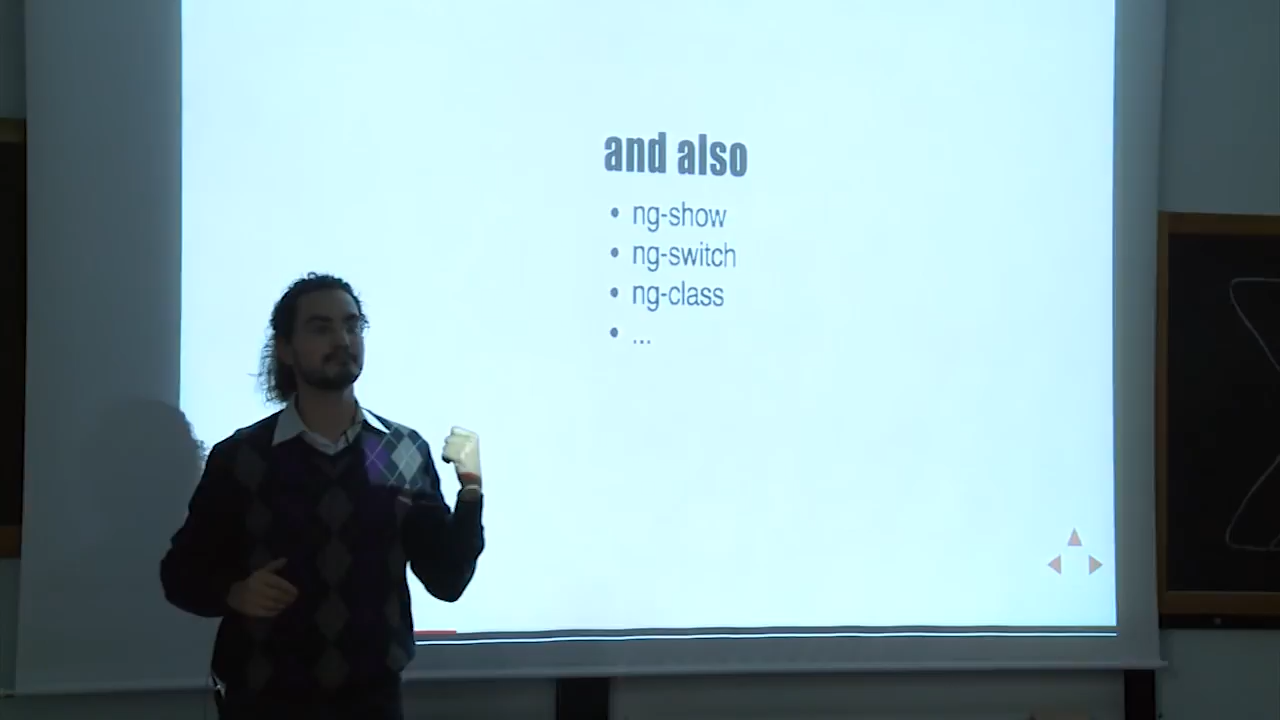 and also
• ng-show
• ng-switch
• ng-class
• ...